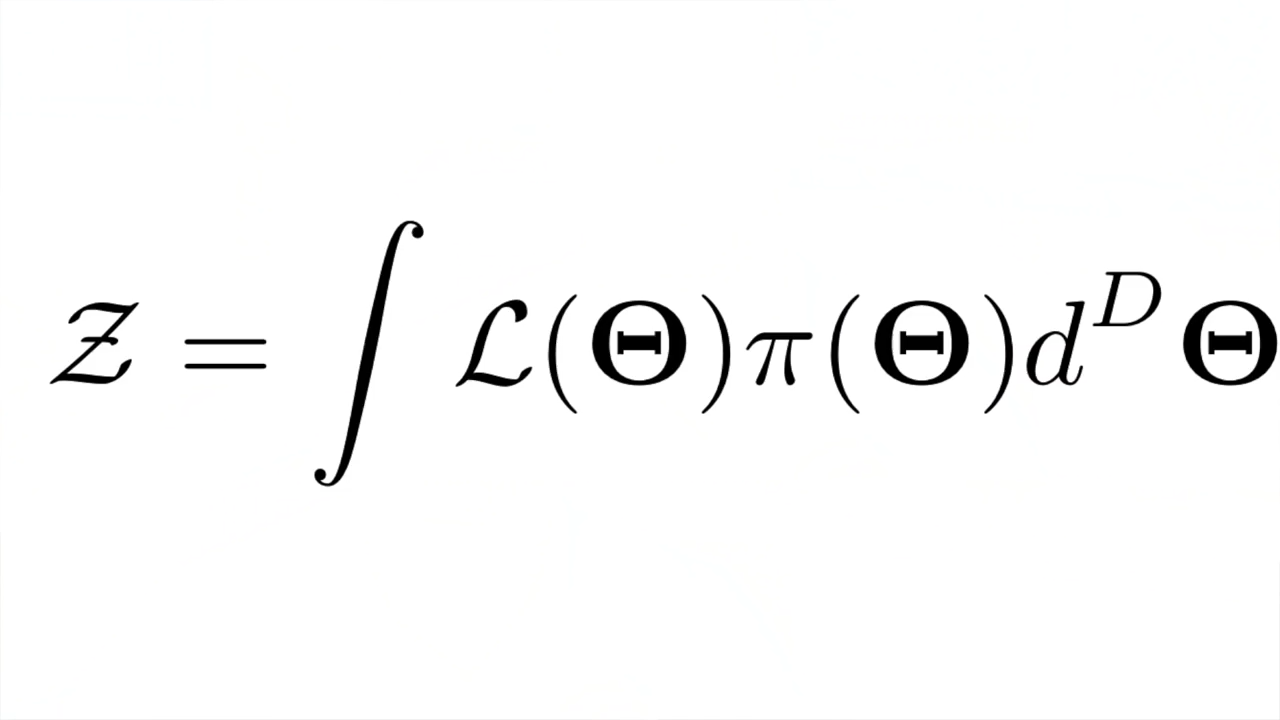 𝒵 = ∫ ℒ(𝚯)π(𝚯)d^D 𝚯